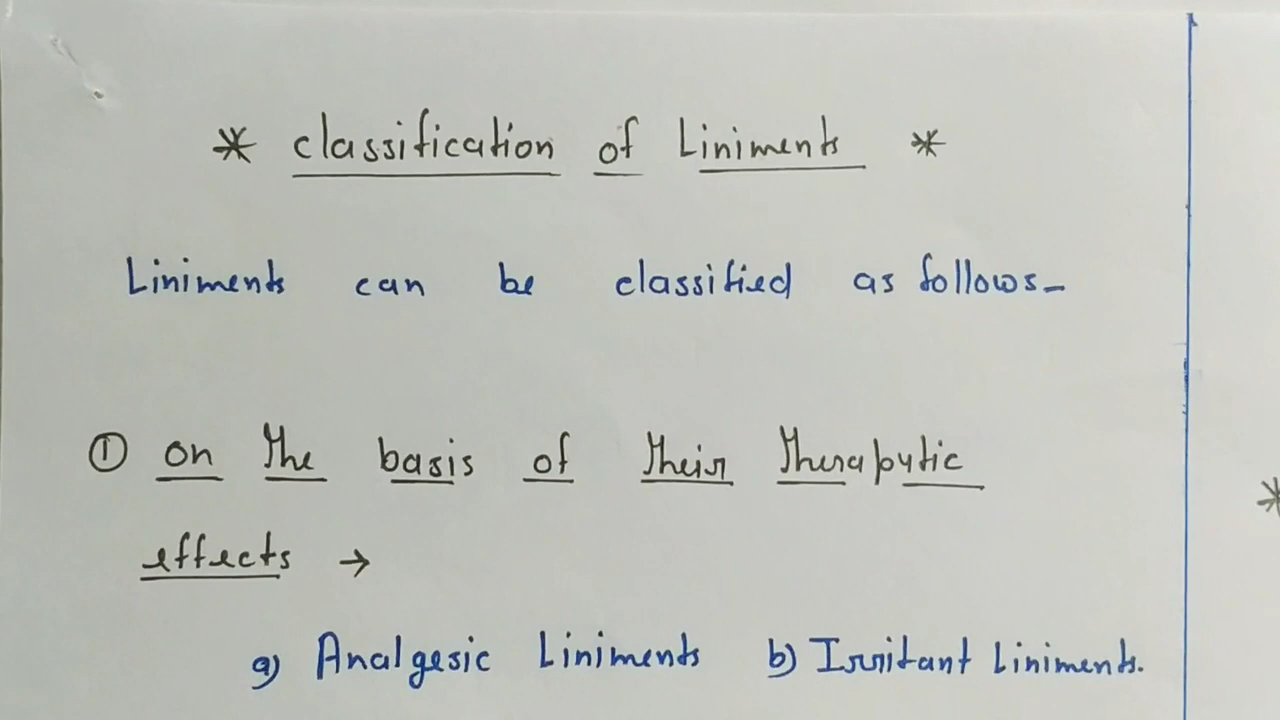 * classification of Liniments *
Liniments can be classified as follows-
① on the basis of their theraputic
effects →
a) Analgesic Liniments b) Irritant Liniments.
*